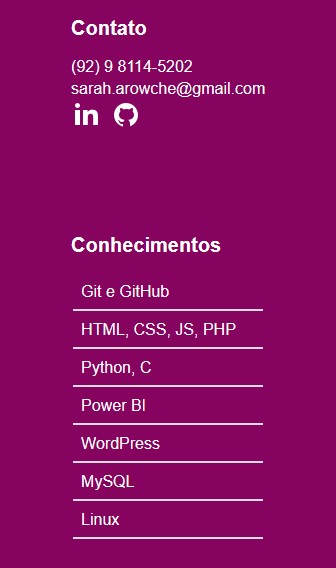 Contato
(92) 9 8114-5202
sarah.arowche@gmail.com
in
Conhecimentos
Git e GitHub
HTML, CSS, JS, PHP
Python, C
Power BI
WordPress
MySQL
Linux